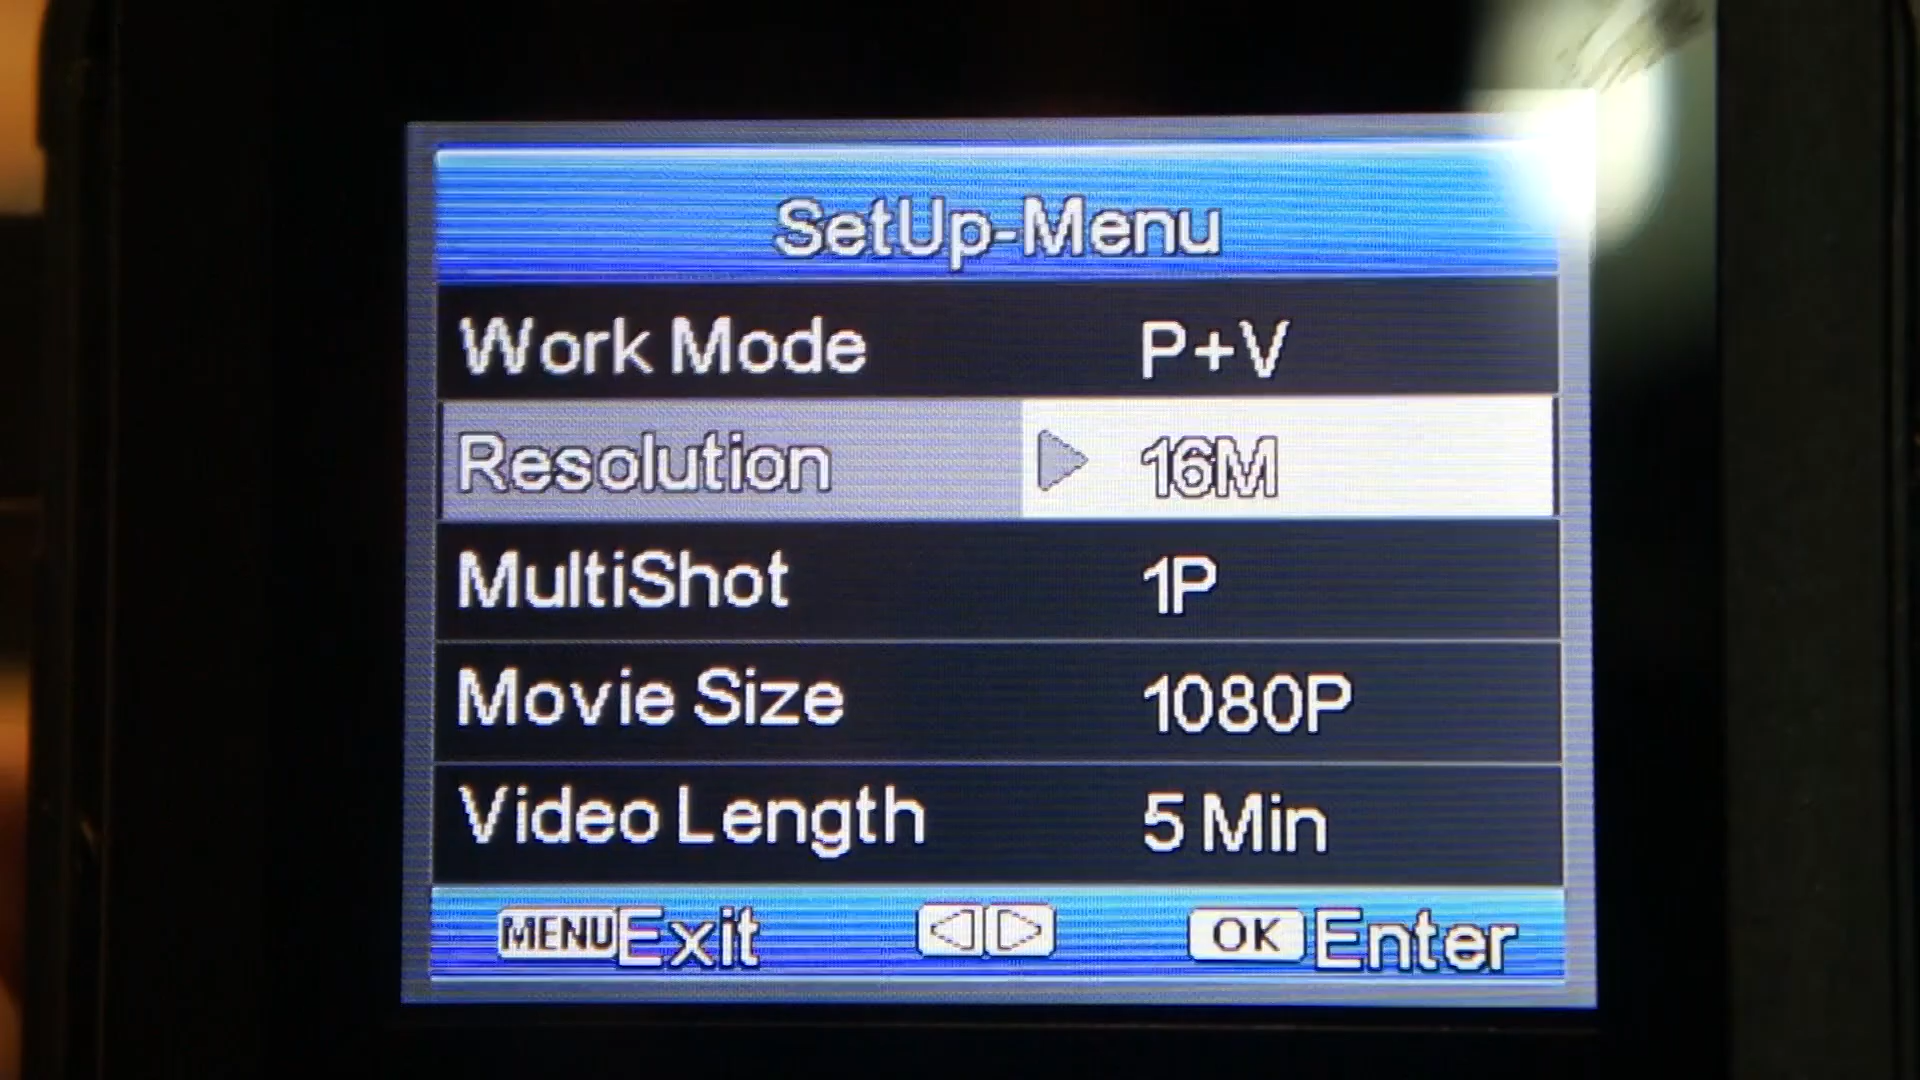 SetUp-Menu
Work Mode P+V
Resolution 16M
MultiShot 1P
Movie Size 1080P
Video Length 5 Min
MENU Exit OK Enter